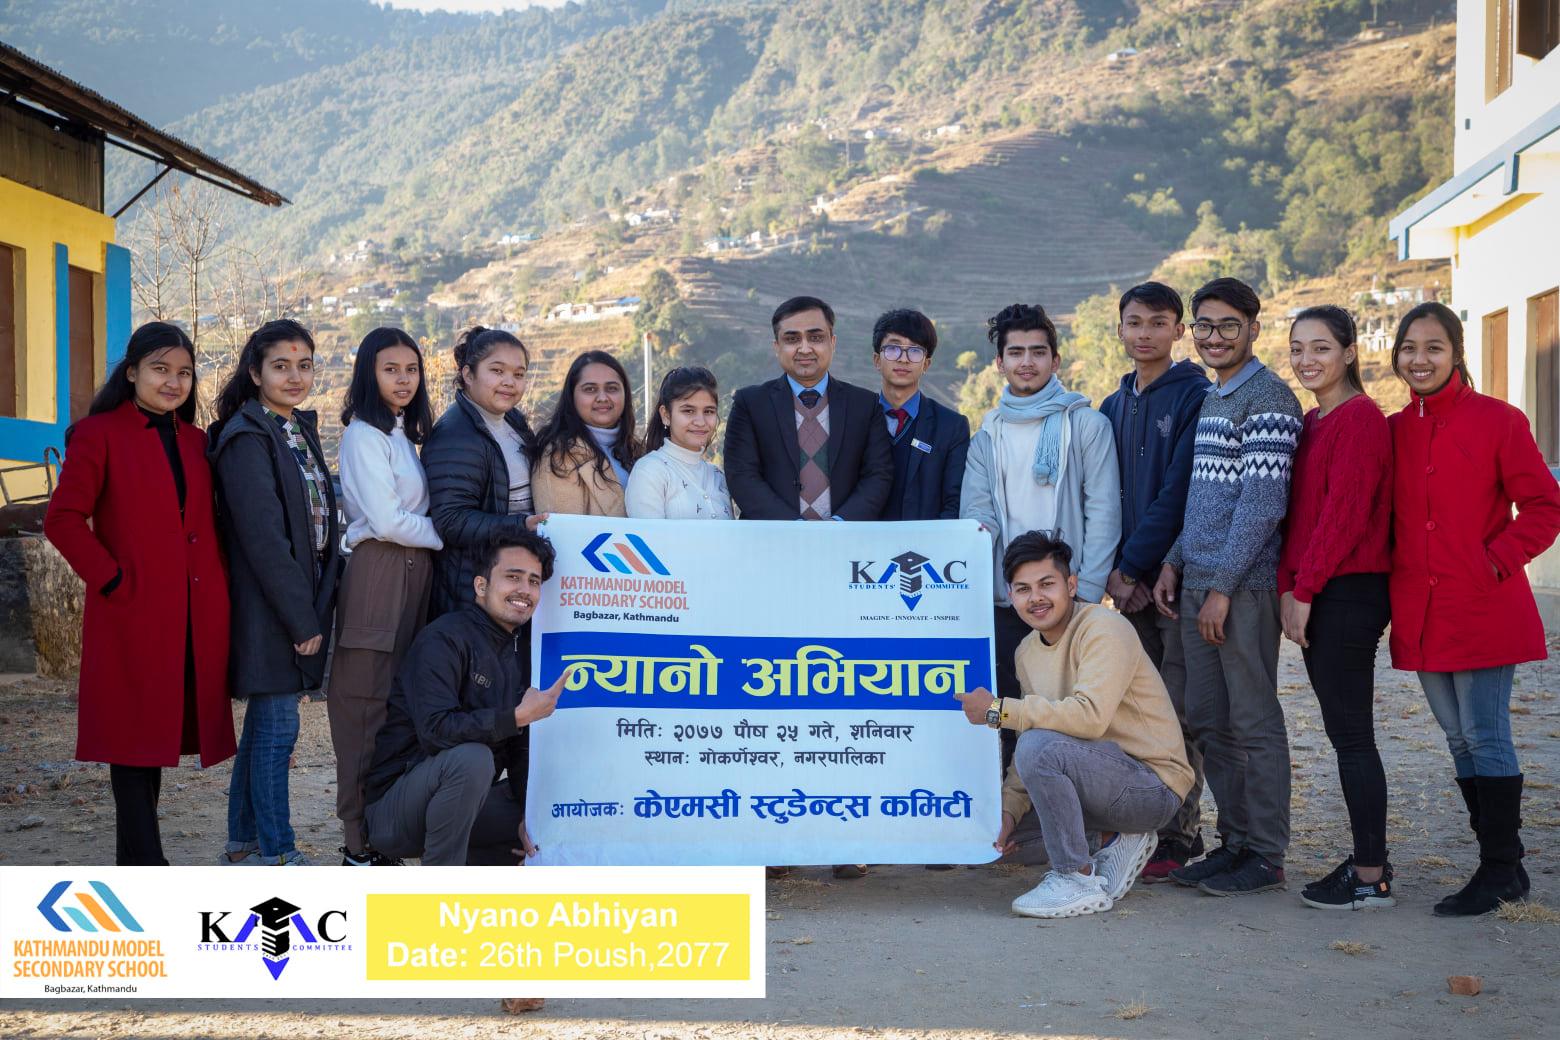 KATHMANDU MODEL
SECONDARY SCHOOL
Bagbazar, Kathmandu
KMC
STUDENTS' COMMITTEE
IMAGINE - INNOVATE - INSPIRE
न्यानो अभियान
मितिः २०७७ पौष २५ गते, शनिवार
स्थानः गोकर्णेश्वर, नगरपालिका
आयोजकः केएमसी स्टुडेन्ट्स कमिटी
KATHMANDU MODEL
SECONDARY SCHOOL
Bagbazar, Kathmandu
KMC
STUDENTS' COMMITTEE
Nyano Abhiyan
Date: 26th Poush,2077